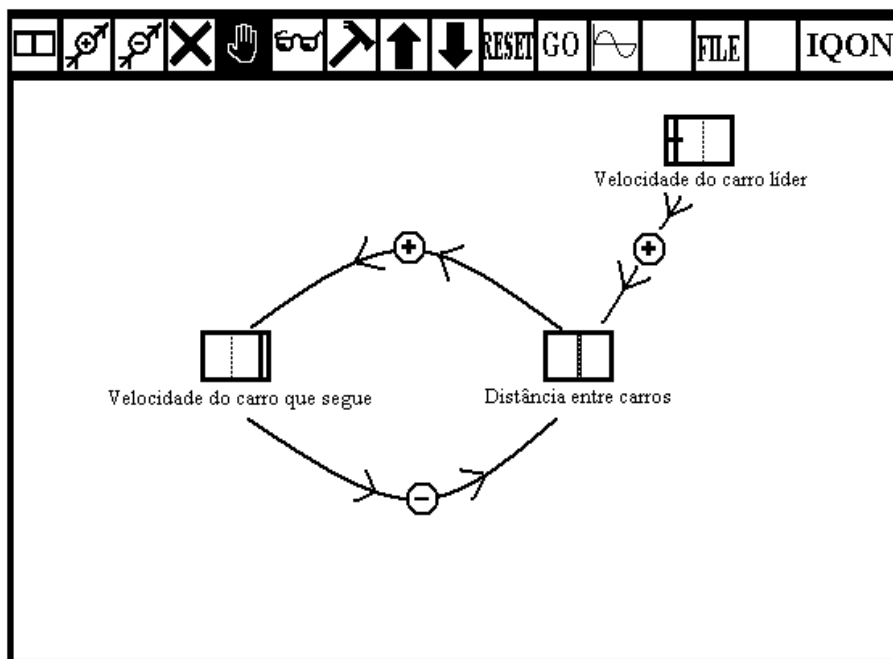 RESET GO FILE IQON
Velocidade do carro líder
Velocidade do carro que segue
Distância entre carros